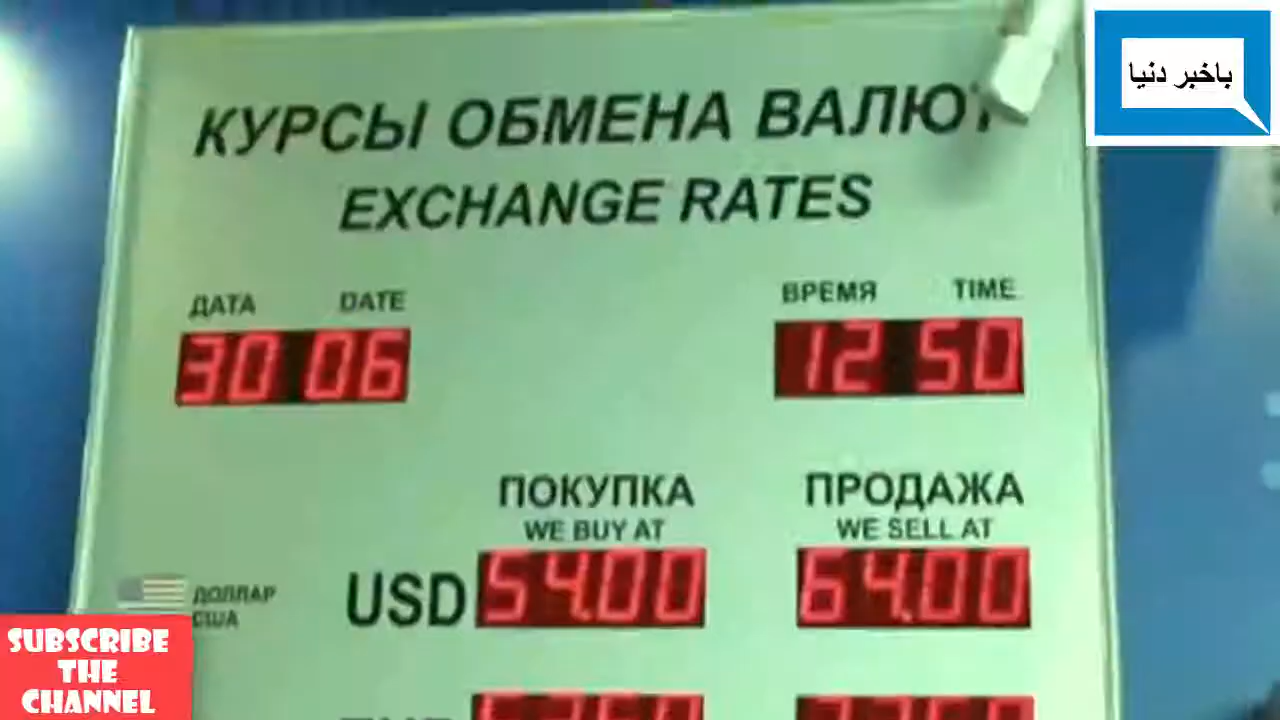 باخبر دنیا
КУРСЫ ОБМЕНА ВАЛЮТ
EXCHANGE RATES
ДАТА DATE
ВРЕМЯ TIME
30 06
12 50
ПОКУПКА ПРОДАЖА
WE BUY AT WE SELL AT
ДОЛЛАР США USD 54.00 64.00
SUBSCRIBE
THE
CHANNEL